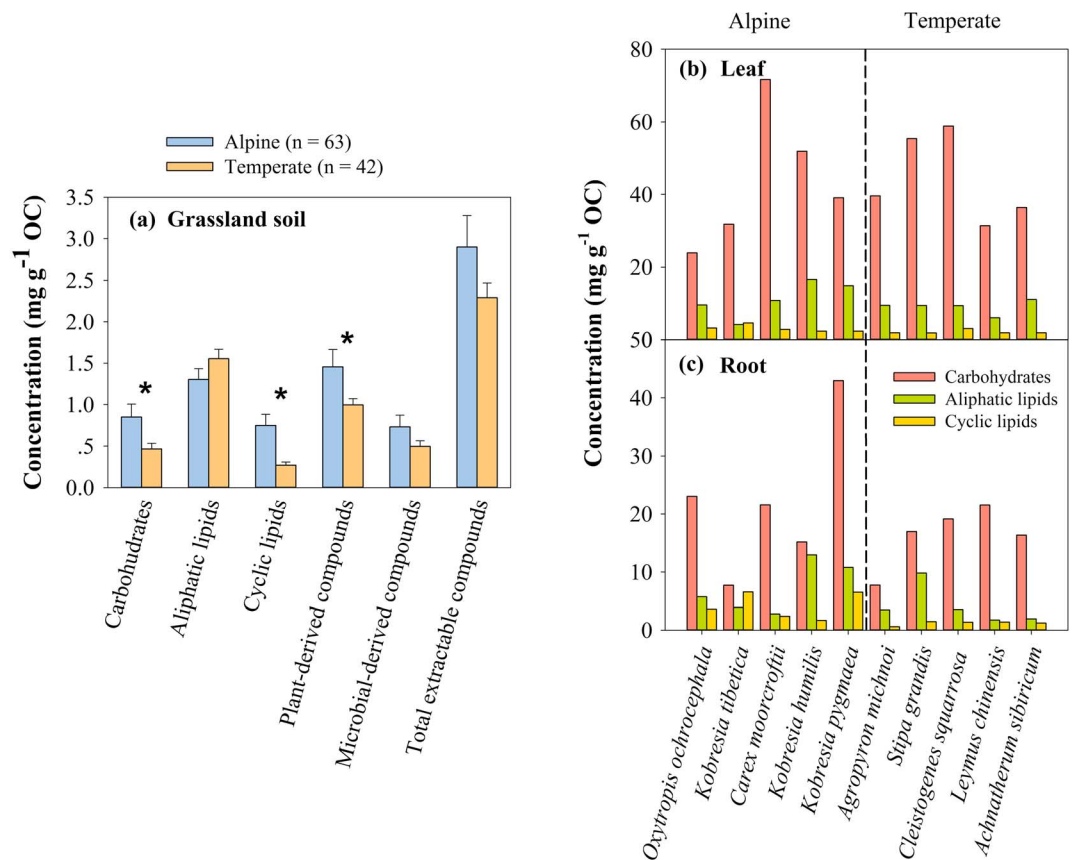 Alpine (n = 63)
Temperate (n = 42)
(a) Grassland soil
Concentration (mg g-1 OC)
3.5
3.0
2.5
2.0
1.5
1.0
.5
0.0
*
*
*
Carbohudrates
Aliphatic lipids
Cyclic lipids
Plant-derived compounds
Microbial-derived compounds
Total extractable compounds
Alpine Temperate
(b) Leaf
Concentration (mg g-1 OC)
80
60
40
20
50
(c) Root
Carbohydrates
Aliphatic lipids
Cyclic lipids
40
30
20
10
0
Oxytropis ochrocephala
Kobresia tibetica
Carex moorcroftii
Kobresia humilis
Kobresia pygmaea
Agropyron michnoi
Stipa grandis
Cleistogenes squarrosa
Leymus chinensis
Achnatherum sibiricum